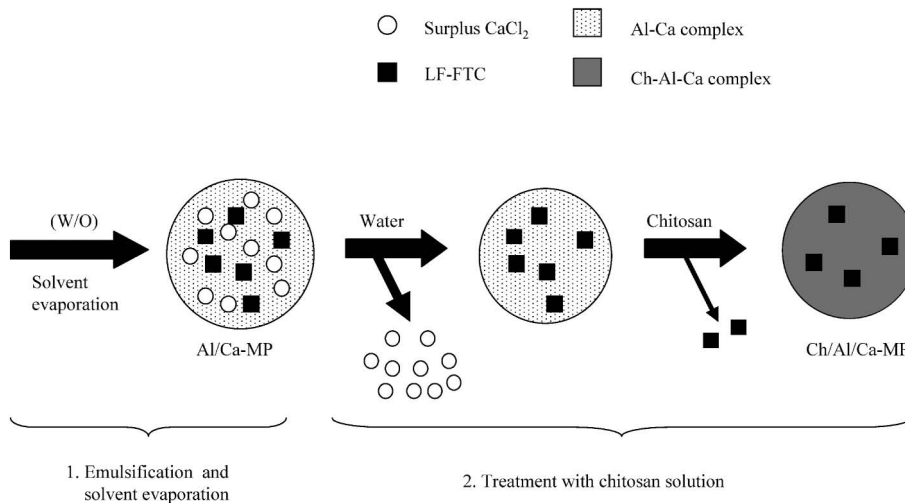 Surplus CaCl2
Al-Ca complex
LF-FTC
Ch-Al-Ca complex
(W/O)
Water
Chitosan
Solvent
evaporation
Al/Ca-MP
Ch/Al/Ca-MP
1. Emulsification and
solvent evaporation
2. Treatment with chitosan solution